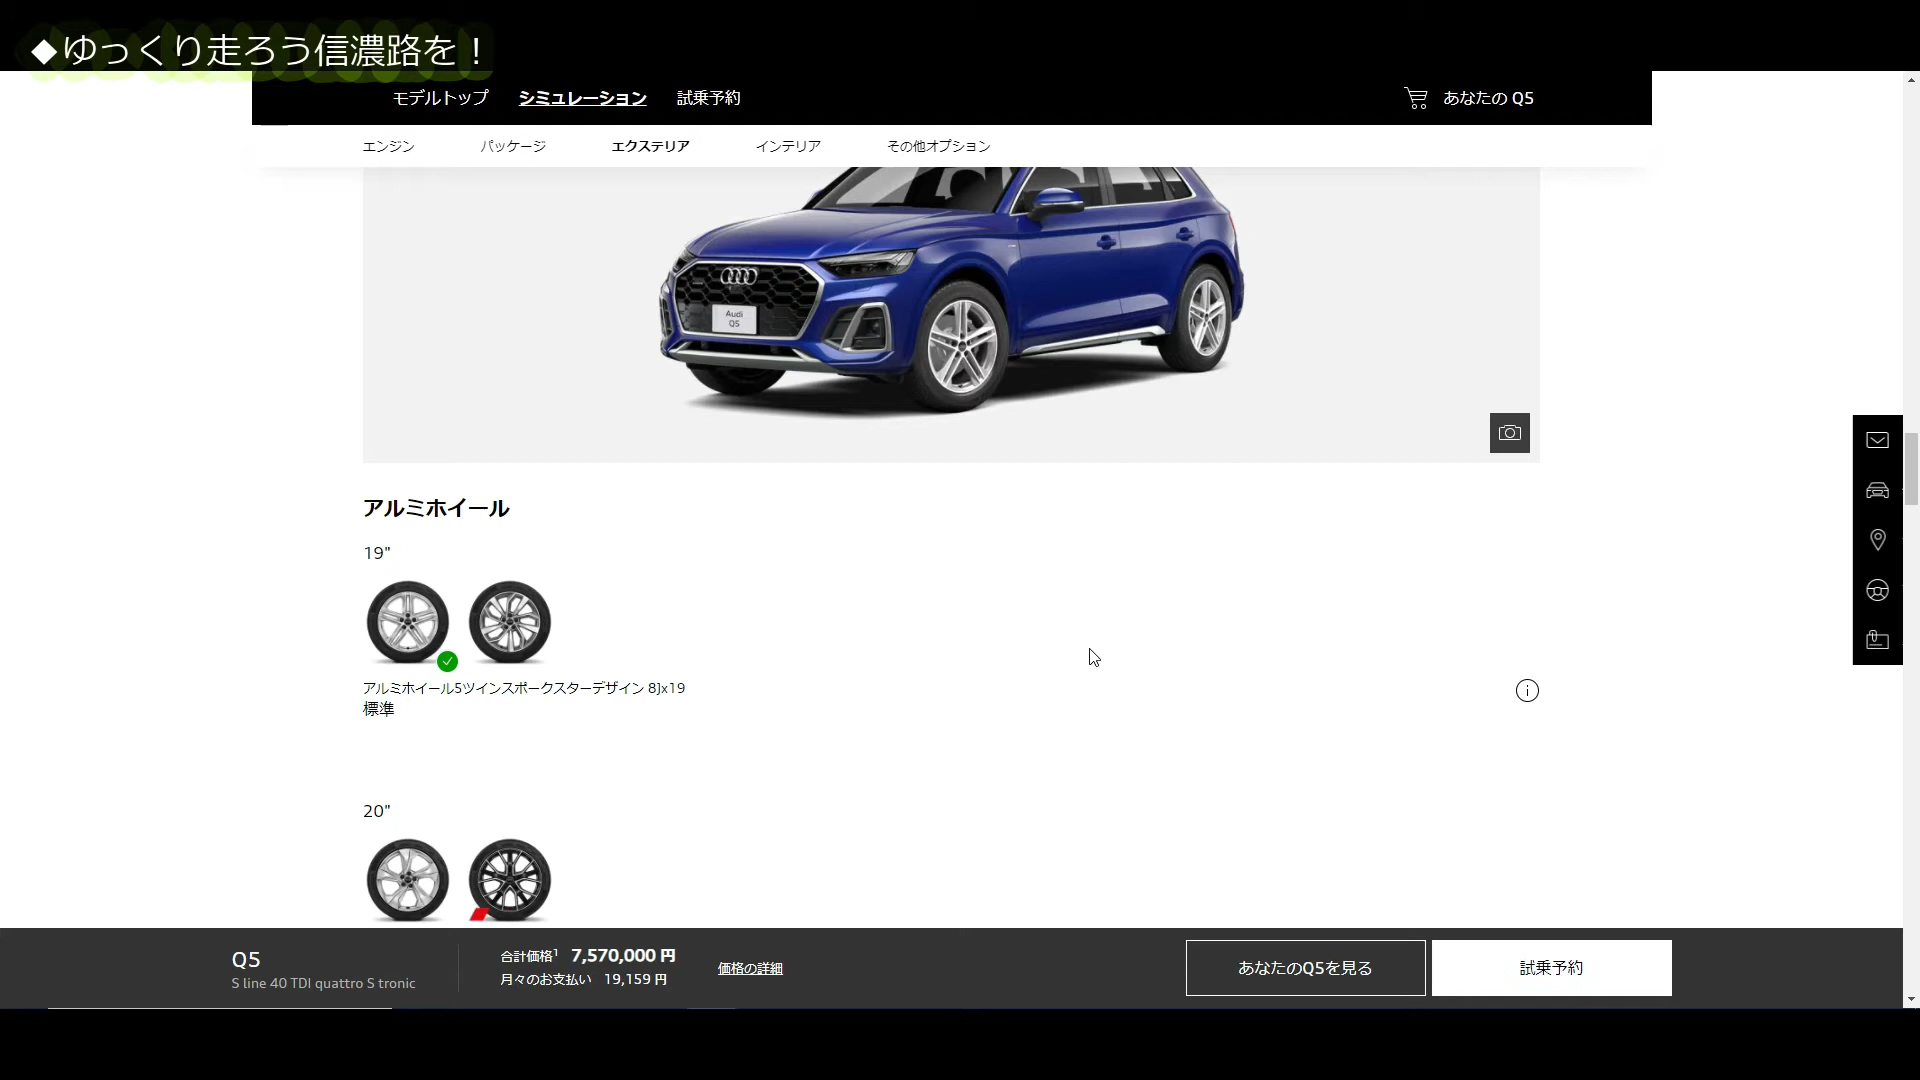 ◆ゆっくり走ろう信濃路を！
モデルトップ シミュレーション 試乗予約 あなたの Q5
エンジン パッケージ エクステリア インテリア その他オプション
Audi
Q5
アルミホイール
19"
アルミホイール5ツインスポークスターデザイン 8Jx19
標準
20"
Q5
S line 40 TDI quattro S tronic
合計価格¹ 7,570,000 円
月々のお支払い 19,159 円
価格の詳細
あなたのQ5を見る
試乗予約